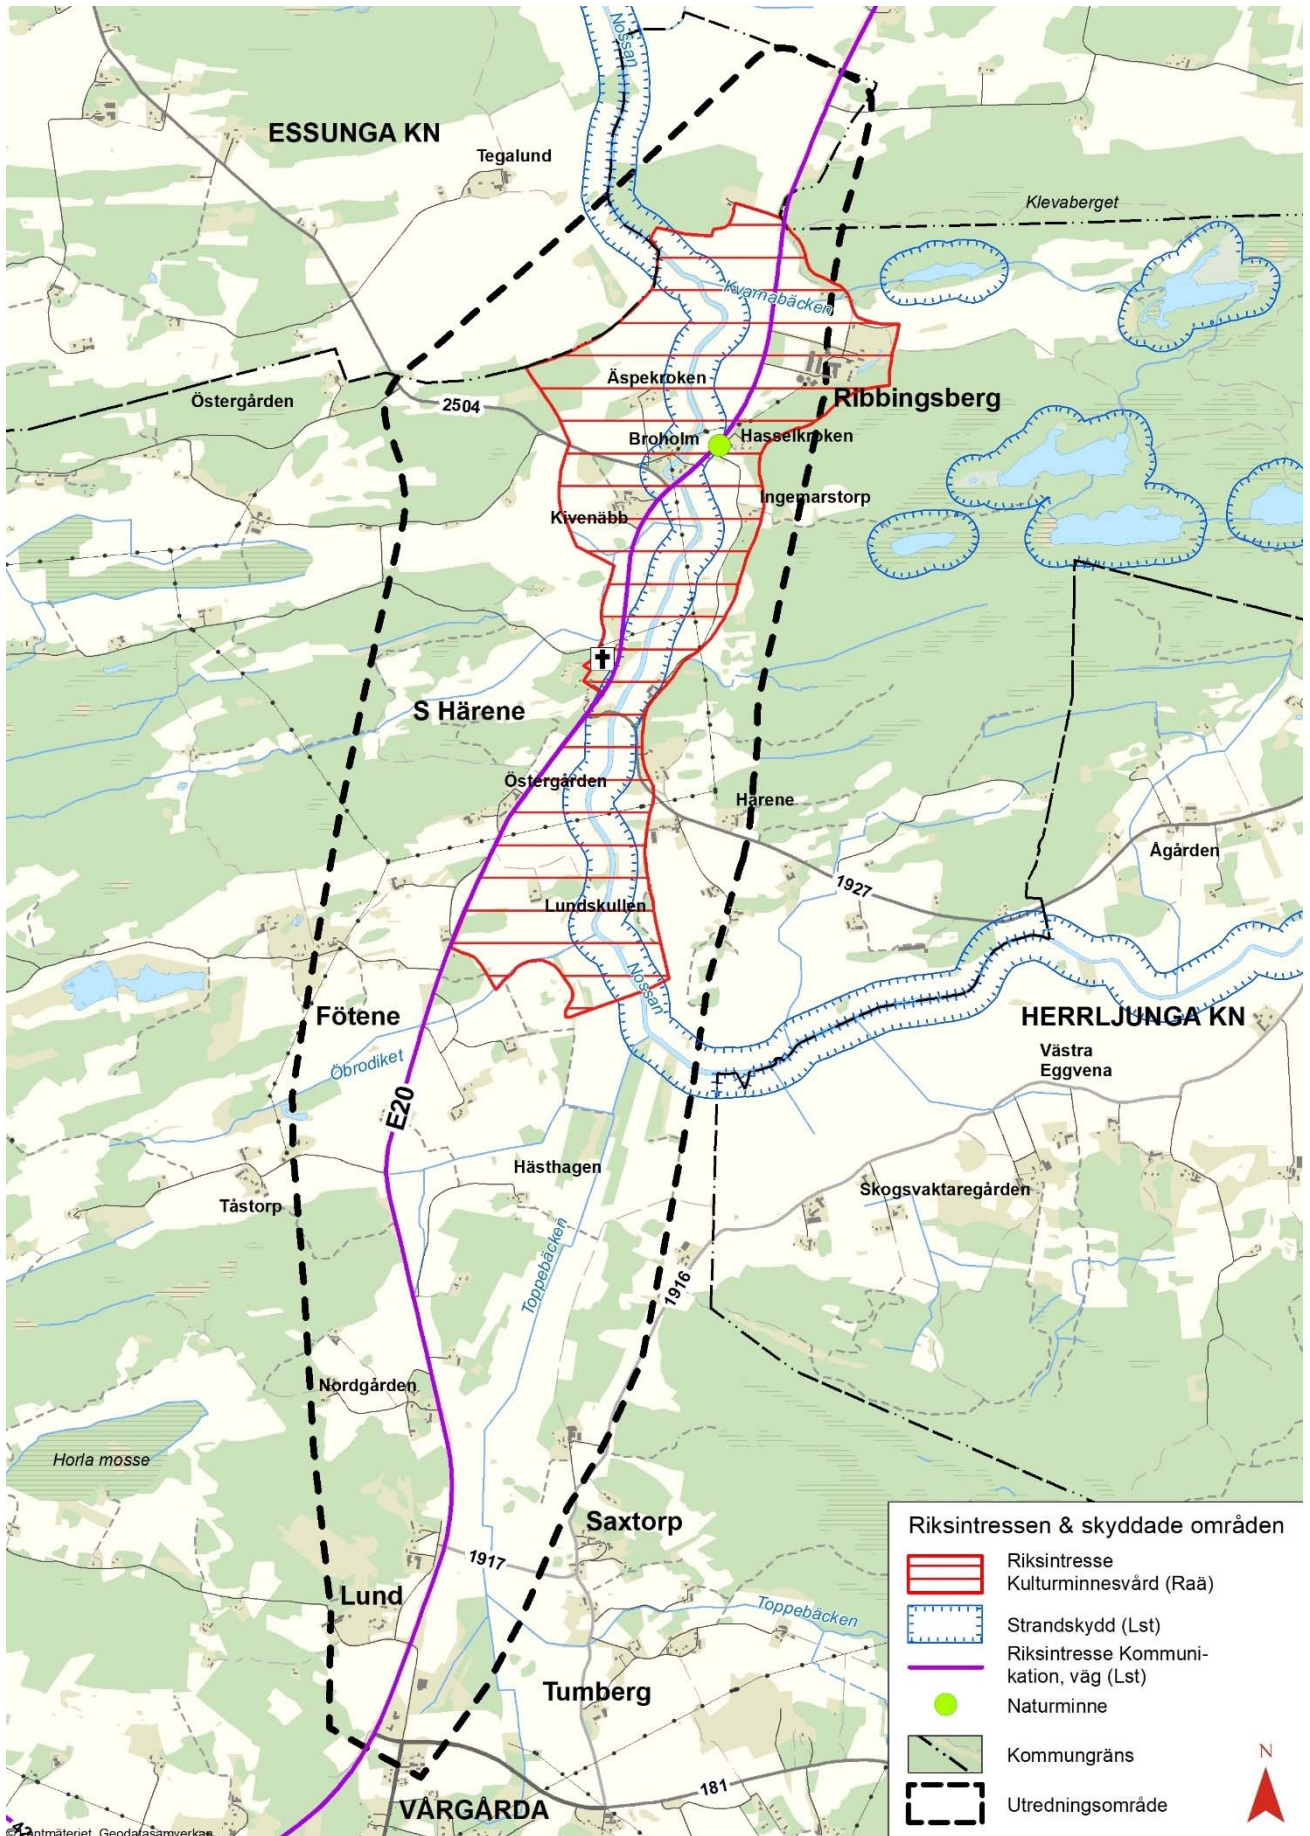 Nossan
ESSUNGA KN
Tegalund
Klevaberget
Kvarnabäcken
Äspekroken
Östergården
2504
Ribbingsberg
Broholm
Hasselkroken
Ingemarstorp
Kivenäbb
S Härene
Östergården
Härene
Ågården
1927
Lundskullen
Nossan
Fötene
HERRLJUNGA KN
Västra
Eggvena
Öbrodiket
E20
Hästhagen
Skogsvaktaregården
Tåstorp
Toppebäcken
1916
Nordgården
Horla mosse
Saxtorp
1917
Lund
Toppebäcken
Tumberg
181
VÅRGÅRDA
42
Riksintressen & skyddade områden
Riksintresse
Kulturminnesvård (Raä)
Strandskydd (Lst)
Riksintresse Kommuni-
kation, väg (Lst)
Naturminne
Kommungräns
Utredningsområde
N
Geodatasamverkan